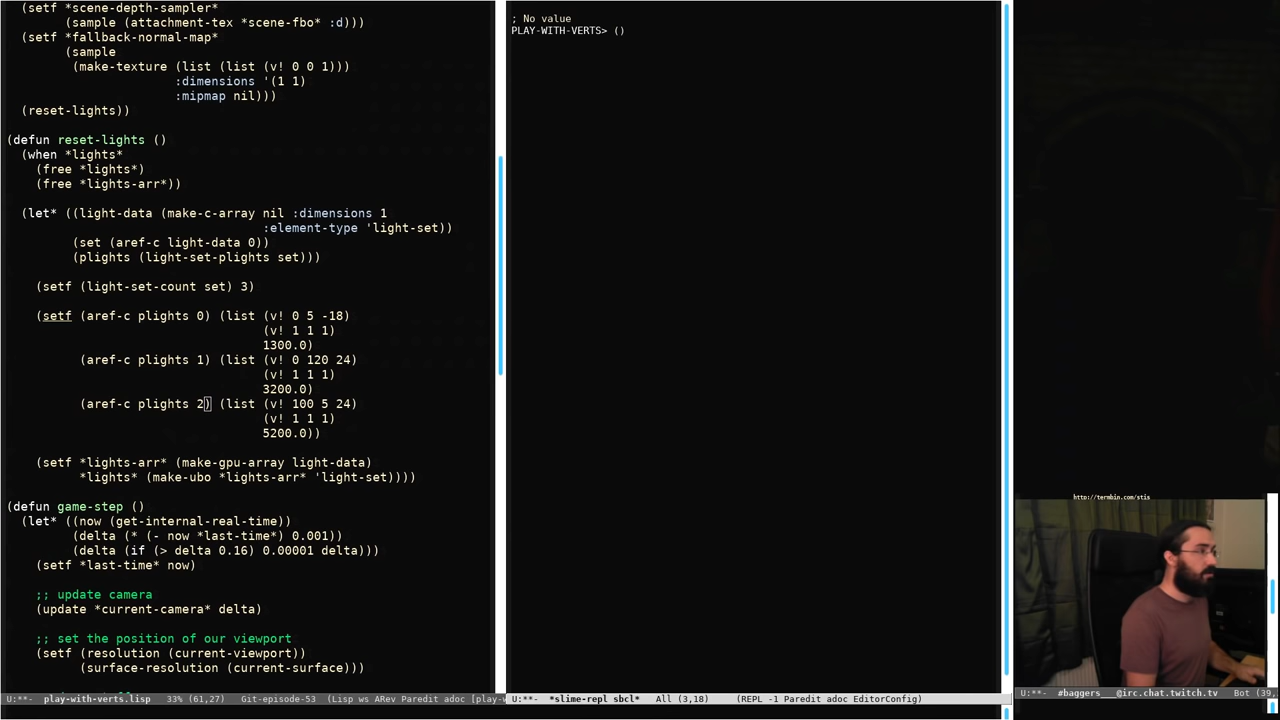 (setf *scene-depth-sampler*
(sample (attachment-tex *scene-fbo* :d)))
(setf *fallback-normal-map*
(sample
(make-texture (list (list (v! 0 0 1)))
:dimensions '(1 1)
:mipmap nil)))
(reset-lights))
(defun reset-lights ()
(when *lights*
(free *lights*)
(free *lights-arr*))
(let* ((light-data (make-c-array nil :dimensions 1
:element-type 'light-set))
(set (aref-c light-data 0))
(plights (light-set-plights set)))
(setf (light-set-count set) 3)
(setf (aref-c plights 0) (list (v! 0 5 -18)
(v! 1 1 1)
1300.0)
(aref-c plights 1) (list (v! 0 120 24)
(v! 1 1 1)
3200.0)
(aref-c plights 2) (list (v! 100 5 24)
(v! 1 1 1)
5200.0))
(setf *lights-arr* (make-gpu-array light-data)
*lights* (make-ubo *lights-arr* 'light-set))))
(defun game-step ()
(let* ((now (get-internal-real-time))
(delta (* (- now *last-time*) 0.001))
(delta (if (> delta 0.16) 0.00001 delta)))
(setf *last-time* now)
;; update camera
(update *current-camera* delta)
;; set the position of our viewport
(setf (resolution (current-viewport))
(surface-resolution (current-surface)))
U:**- play-with-verts.lisp 33% (61,27) Git-episode-53 (Lisp ws ARev Paredit adoc [play-w
; No value
PLAY-WITH-VERTS> ()
U:**- *slime-repl sbcl* All (3,18) (REPL -1 Paredit adoc EditorConfig)
http://termbin.com/stis
U:**- #baggers__ @irc.chat.twitch.tv Bot (39,